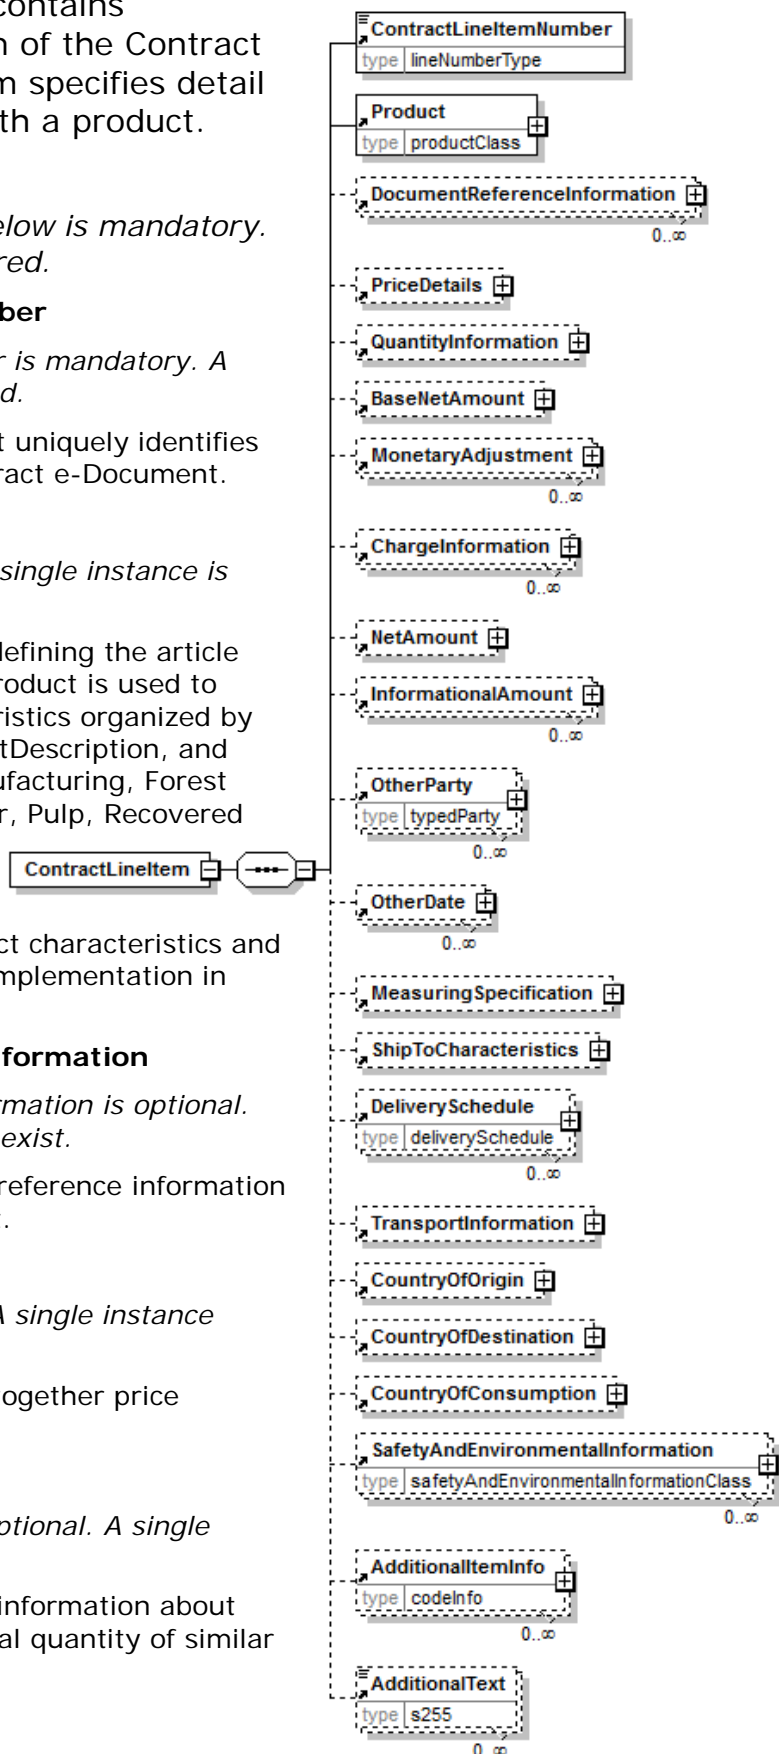 contains
n of the Contract
m specifies detail
th a product.
elow is mandatory.
red.
ber
r is mandatory. A
d.
t uniquely identifies
ract e-Document.
single instance is
defining the article
roduct is used to
ristics organized by
tDescription, and
ufacturing, Forest
r, Pulp, Recovered
ContractLineItem
ct characteristics and
mplementation in
nformation
rmation is optional.
exist.
reference information
t.
A single instance
ogether price
ptional. A single
information about
al quantity of similar
ContractLineItemNumber
type lineNumberType
Product
type productClass
DocumentReferenceInformation
0..∞
PriceDetails
QuantityInformation
BaseNetAmount
MonetaryAdjustment
0..∞
ChargeInformation
0..∞
NetAmount
InformationalAmount
0..∞
OtherParty
type typedParty
0..∞
OtherDate
0..∞
MeasuringSpecification
ShipToCharacteristics
DeliverySchedule
type deliverySchedule
0..∞
TransportInformation
CountryOfOrigin
CountryOfDestination
CountryOfConsumption
SafetyAndEnvironmentalInformation
type safetyAndEnvironmentalInformationClass
0..∞
AdditionalItemInfo
type codeInfo
0..∞
AdditionalText
type s255
0..∞